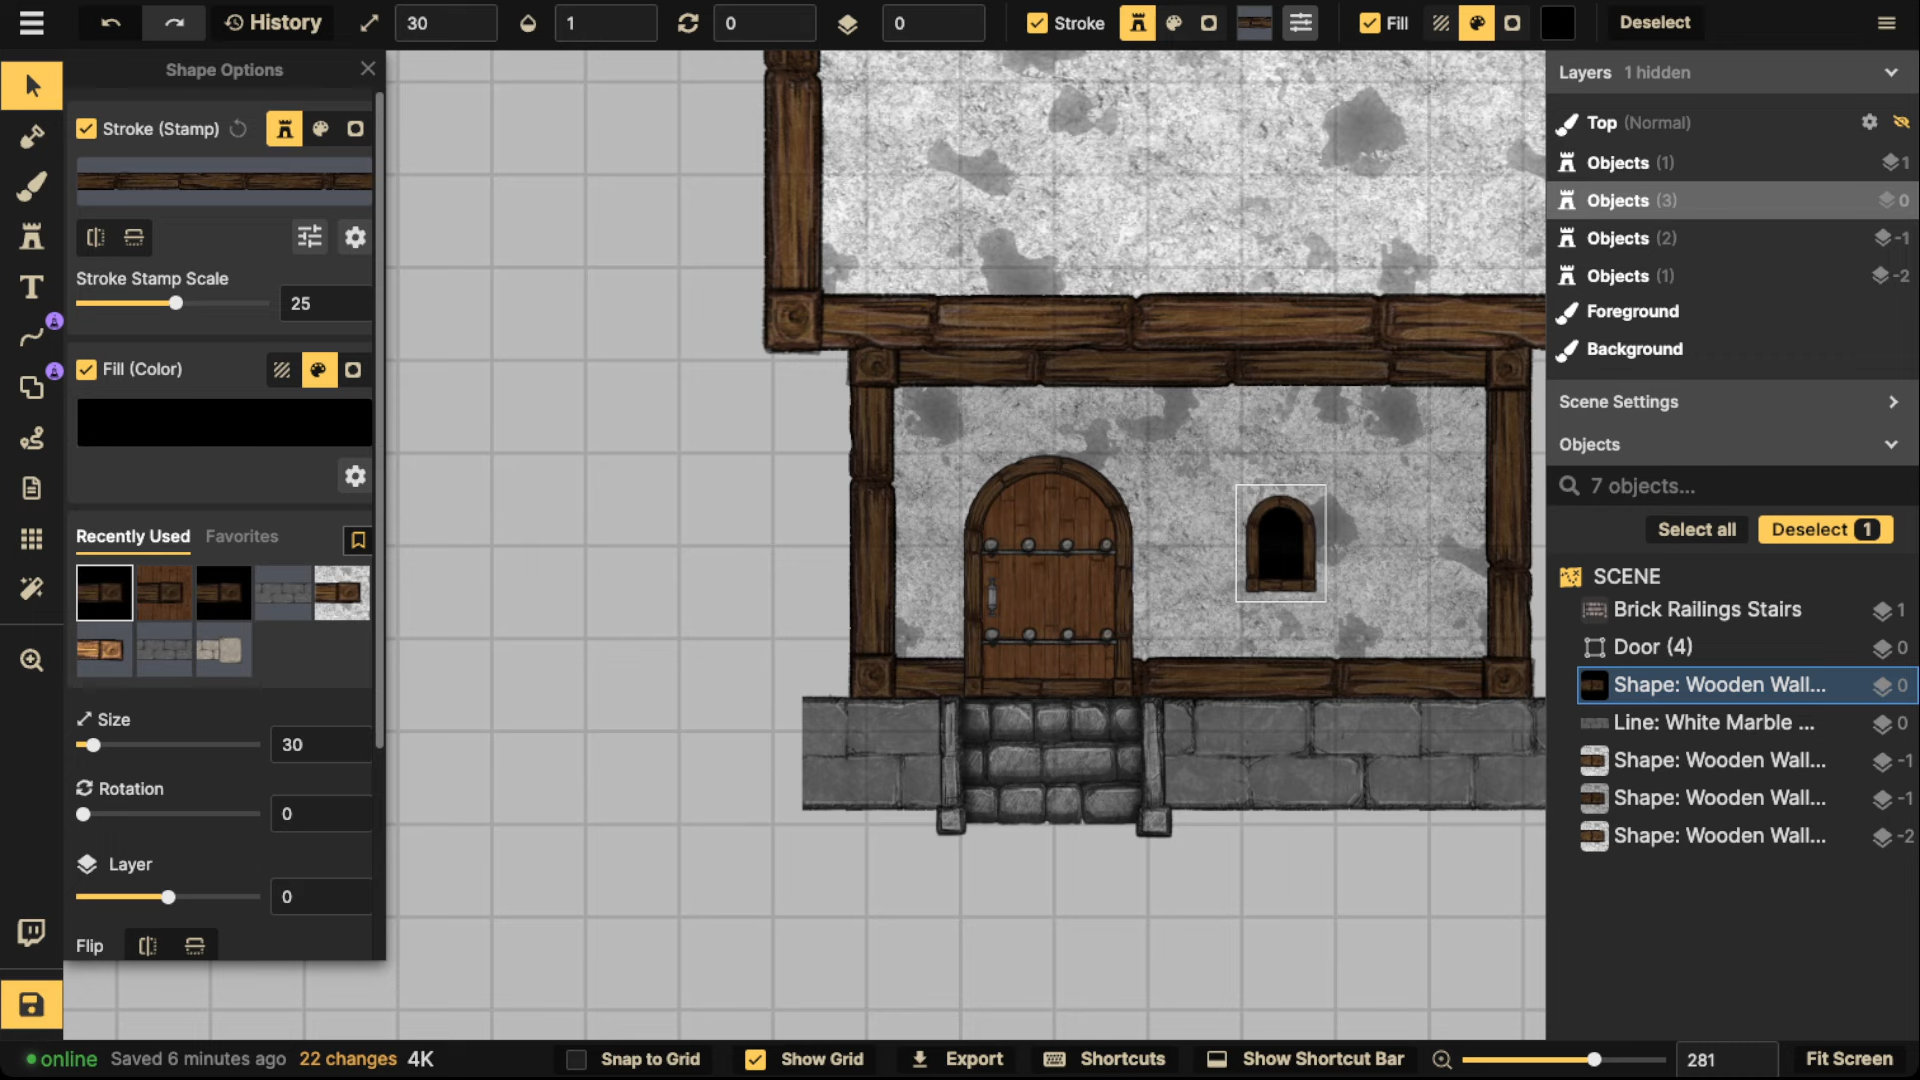 History
30
1
0
0
Stroke
Fill
Deselect
Shape Options
Stroke (Stamp)
Stroke Stamp Scale
25
Fill (Color)
Recently Used
Favorites
Size
30
Rotation
0
Layer
0
Flip
Layers 1 hidden
Top (Normal)
Objects (1) 1
Objects (3) 0
Objects (2) -1
Objects (1) -2
Foreground
Background
Scene Settings
Objects
7 objects...
Select all
Deselect 1
SCENE
Brick Railings Stairs 1
Door (4) 0
Shape: Wooden Wall... 0
Line: White Marble ... 0
Shape: Wooden Wall... -1
Shape: Wooden Wall... -1
Shape: Wooden Wall... -2
online Saved 6 minutes ago 22 changes 4K
Snap to Grid
Show Grid
Export
Shortcuts
Show Shortcut Bar
281
Fit Screen